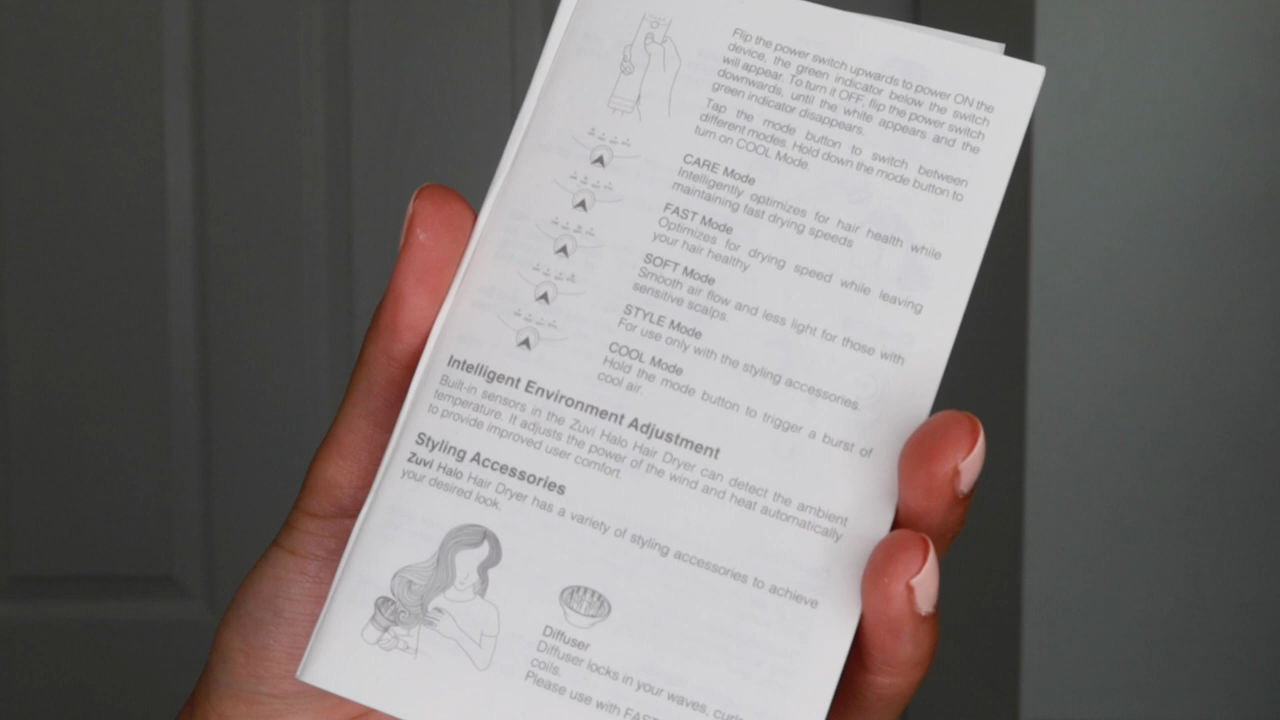 Flip the power switch upwards to power ON the
device, the green indicator below the switch
will appear. To turn it OFF, flip the power switch
downwards, until the white appears and the
green indicator disappears.
Tap the mode button to switch between
different modes. Hold down the mode button to
turn on COOL Mode.
CARE Mode
Intelligently optimizes for hair health while
maintaining fast drying speeds
FAST Mode
Optimizes for drying speed while leaving
your hair healthy
SOFT Mode
Smooth air flow and less light for those with
sensitive scalps.
STYLE Mode
For use only with the styling accessories.
COOL Mode
Hold the mode button to trigger a burst of
cool air.
Intelligent Environment Adjustment
Built-in sensors in the Zuvi Halo Hair Dryer can detect the ambient
temperature. It adjusts the power of the wind and heat automatically
to provide improved user comfort.
Styling Accessories
Zuvi Halo Hair Dryer has a variety of styling accessories to achieve
your desired look.
Diffuser
Diffuser locks in your waves, curls
coils.
Please use with FAST